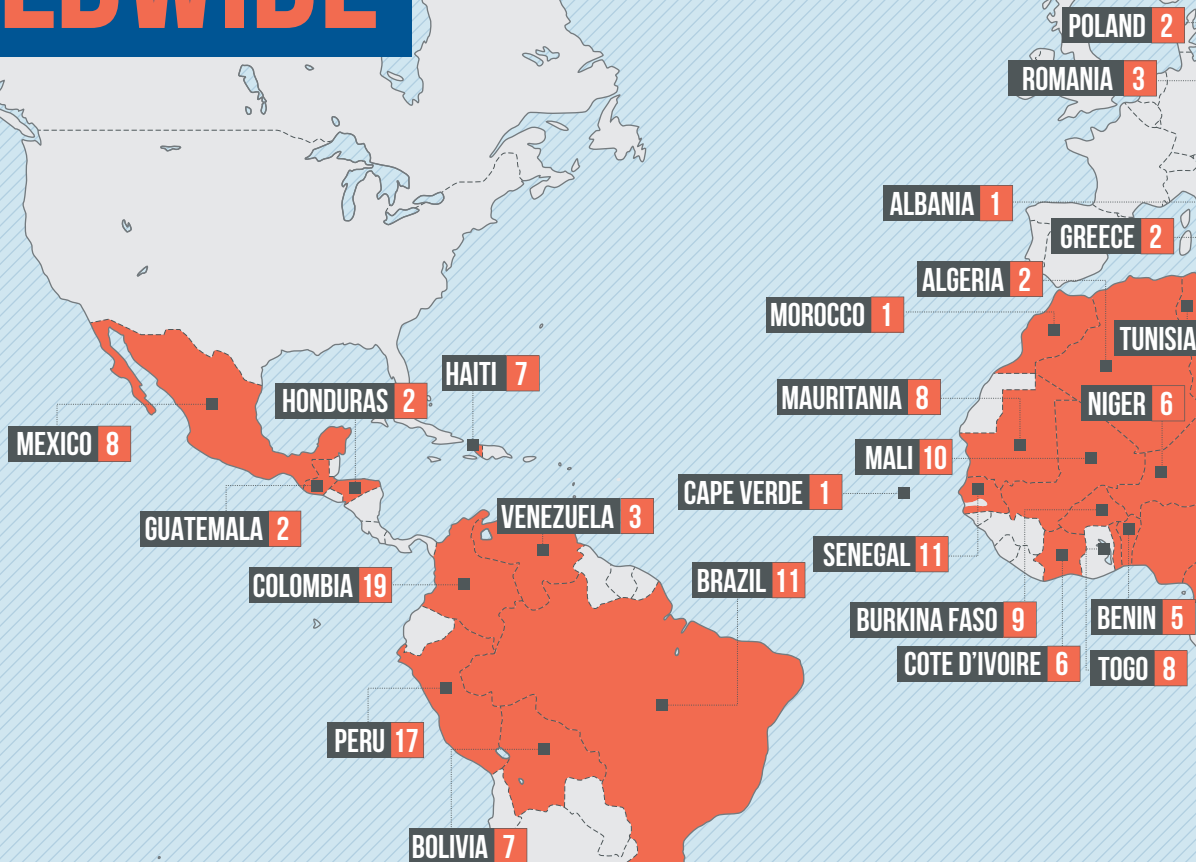 EDWIDE
POLAND 2
ROMANIA 3
ALBANIA 1
GREECE 2
ALGERIA 2
MOROCCO 1
TUNISIA
HAITI 7
HONDURAS 2
MAURITANIA 8
NIGER 6
MEXICO 8
MALI 10
CAPE VERDE 1
GUATEMALA 2
VENEZUELA 3
SENEGAL 11
COLOMBIA 19
BRAZIL 11
BURKINA FASO 9
BENIN 5
COTE D'IVOIRE 6
TOGO 8
PERU 17
BOLIVIA 7